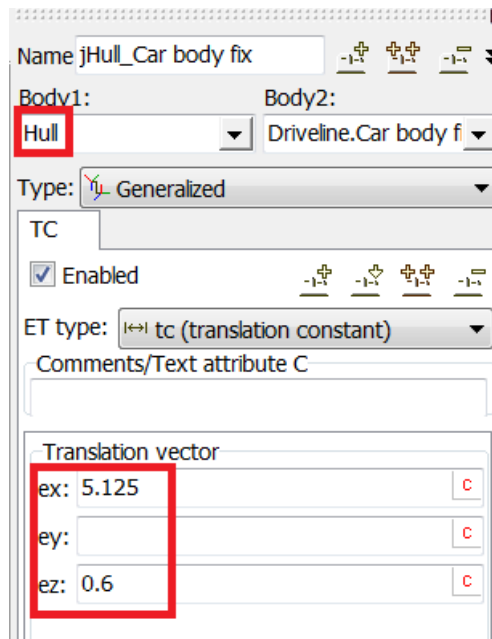 Name jHull_Car body fix
Body1: Body2:
Hull Driveline.Car body fi
Type: Generalized
TC
Enabled
ET type: tc (translation constant)
Comments/Text attribute C
Translation vector
ex: 5.125 C
ey: C
ez: 0.6 C